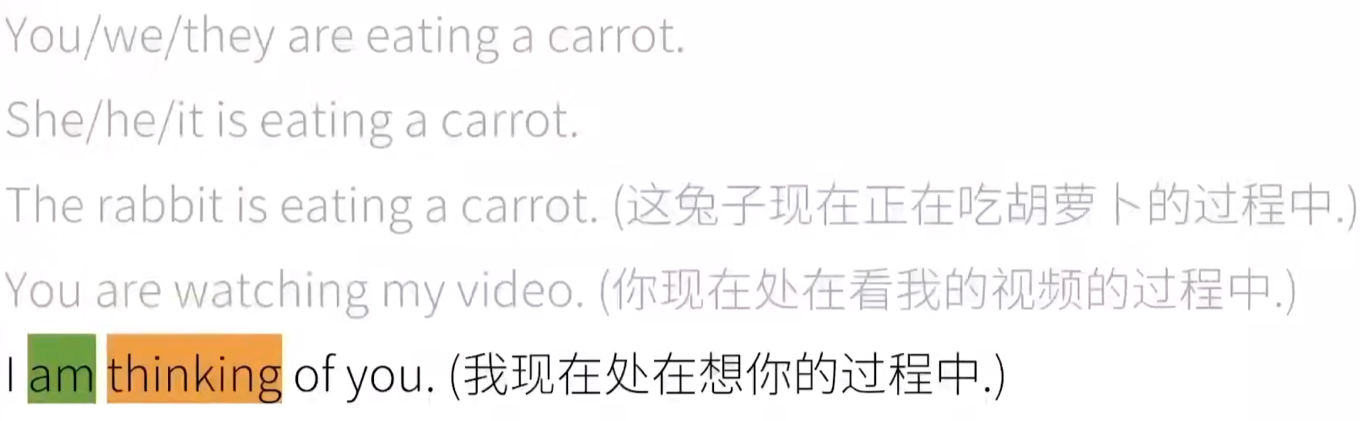 You/we/they are eating a carrot.
She/he/it is eating a carrot.
The rabbit is eating a carrot. (这兔子现在正在吃胡萝卜的过程中.)
You are watching my video. (你现在处在看我的视频的过程中.)
I am thinking of you. (我现在处在想你的过程中.)